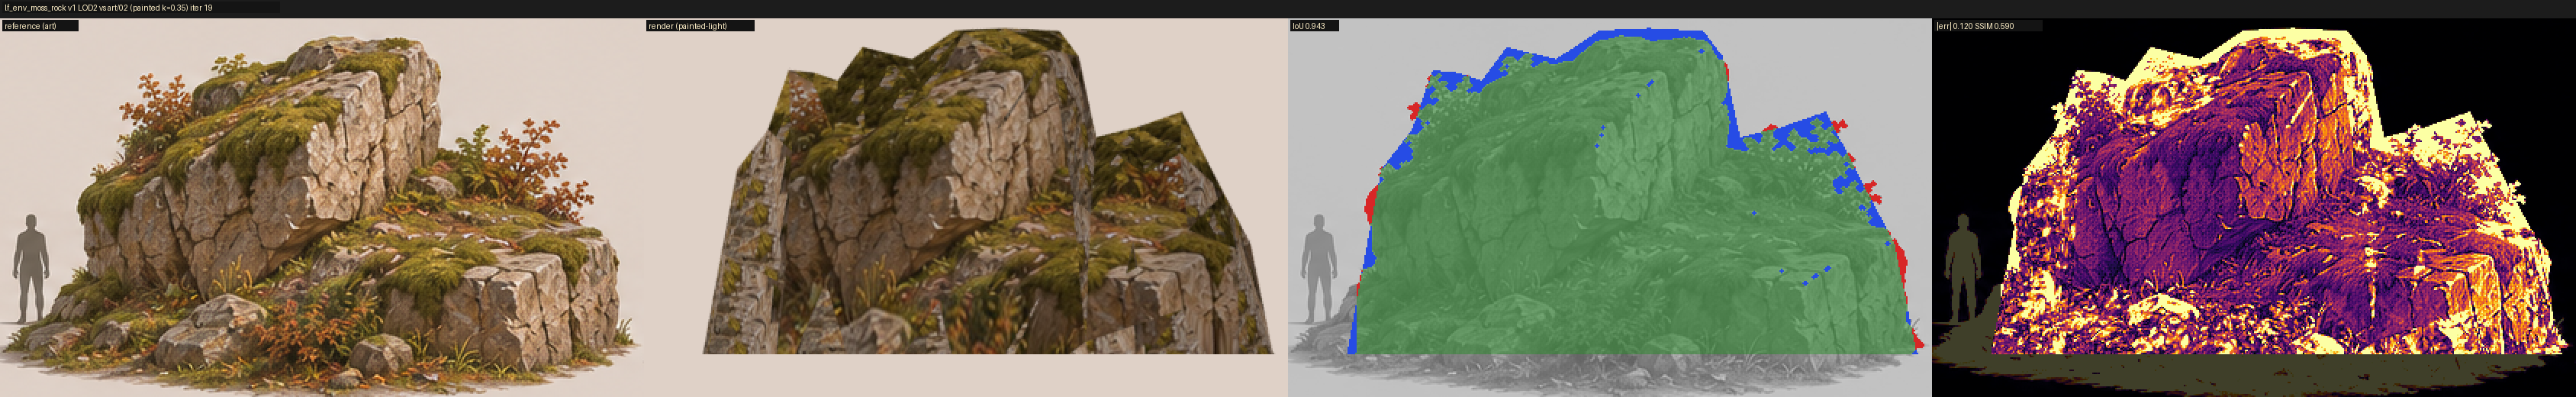 lf_env_moss_rock v1 LOD2 vs art/02 (painted k=0.35) iter 19
reference (art)
render (painted-light)
IoU 0.943
|err| 0.120 SSIM 0.590